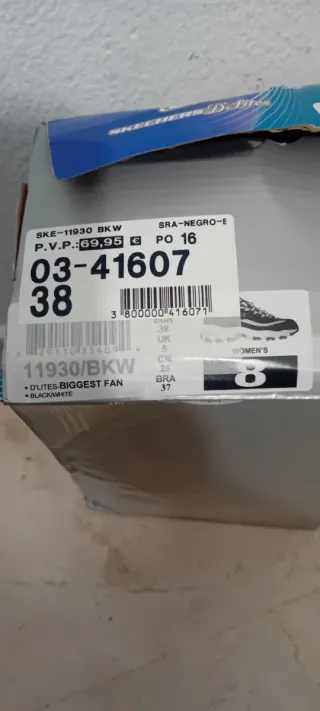 SKECHERS D'Lites
SKE-11930 BKW SRA-NEGRO-E
P.V.P.: 69,95 € PO 16
03-41607
38
3 800000 416071
EUR
38
UK
5
CM
25
BRA
37
11930/BKW
• D'LITES-BIGGEST FAN
• BLACK/WHITE
WOMEN'S
8